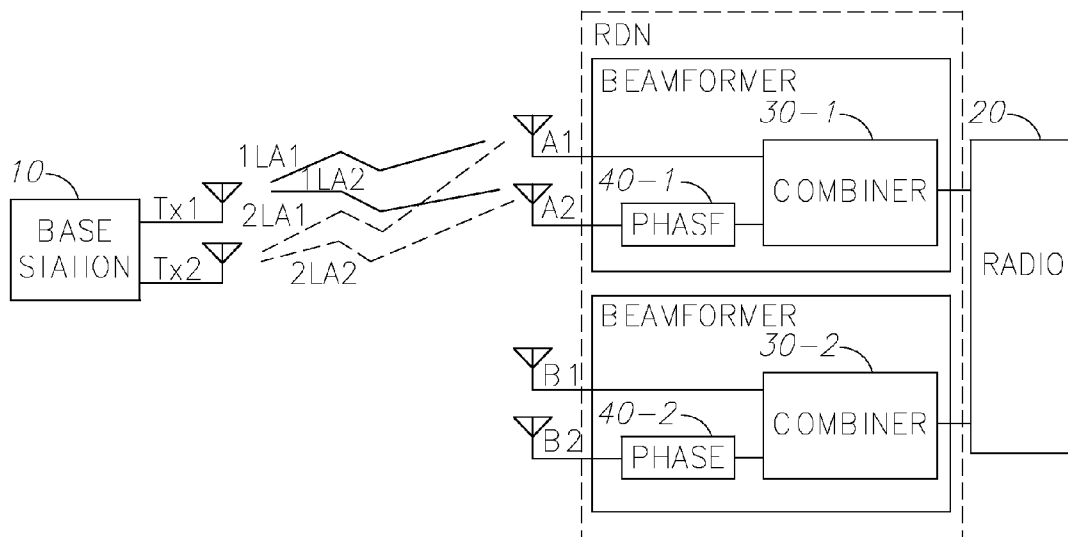 RDN
BEAMFORMER
30-1
20
A1
1LA1
40-1
COMBINER
10
1LA2
Tx1
A2
PHASF
2LA1
BASE
STATION
RADIO
Tx2
2LA2
BEAMFORMER
30-2
B1
40-2
COMBINER
B2
PHASE